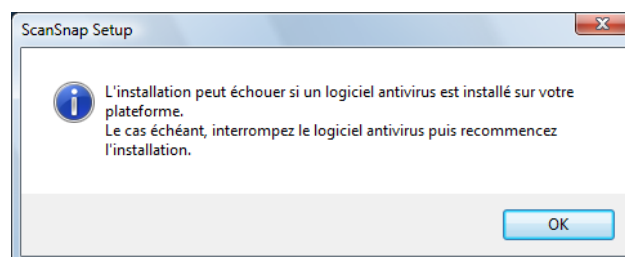 ScanSnap Setup
L'installation peut échouer si un logiciel antivirus est installé sur votre
plateforme.
Le cas échéant, interrompez le logiciel antivirus puis recommencez
l'installation.
OK